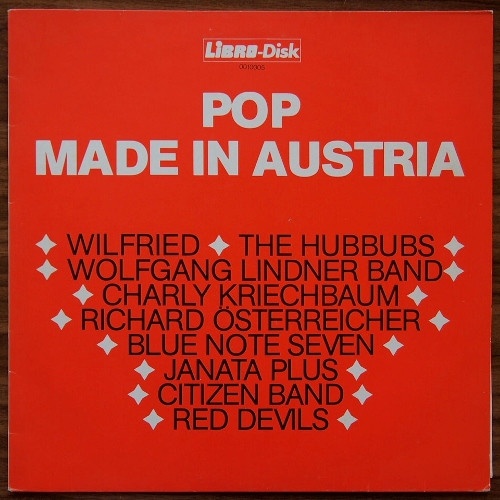 LIBRO-Disk
0013005
POP
MADE IN AUSTRIA
✦ WILFRIED ✦ THE HUBBUBS ✦
✦ WOLFGANG LINDNER BAND ✦
✦ CHARLY KRIECHBAUM ✦
✦ RICHARD ÖSTERREICHER ✦
✦ BLUE NOTE SEVEN ✦
✦ JANATA PLUS ✦
✦ CITIZEN BAND ✦
✦ RED DEVILS ✦